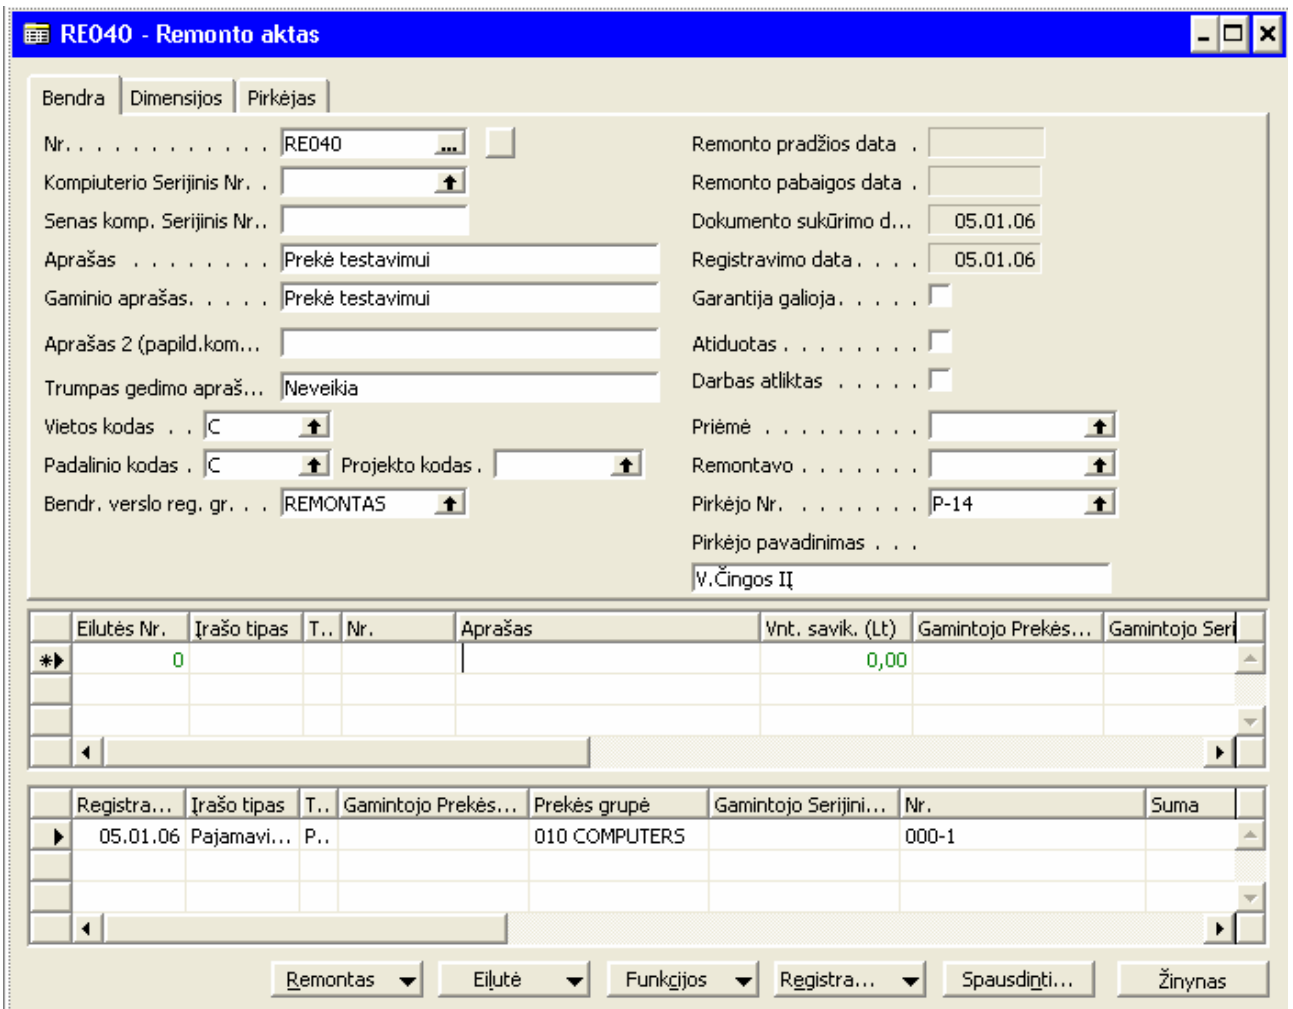 RE040 - Remonto aktas
Bendra Dimensijos Pirkėjas
Nr. . . . . . . . . . . . RE040 ...
Kompiuterio Serijinis Nr. . .
Senas komp. Serijinis Nr..
Aprašas . . . . . . . . Prekė testavimui
Gaminio aprašas. . . . . Prekė testavimui
Aprašas 2 (papild.kom...
Trumpas gedimo apraš... Neveikia
Vietos kodas . . C
Padalinio kodas . C Projekto kodas .
Bendr. verslo reg. gr. . . REMONTAS
Remonto pradžios data .
Remonto pabaigos data .
Dokumento sukūrimo d... 05.01.06
Registravimo data . . . . 05.01.06
Garantija galioja. . . . .
Atiduotas . . . . . . . .
Darbas atliktas . . . . .
Priėmė . . . . . . . . .
Remontavo . . . . . . .
Pirkėjo Nr. . . . . . . . P-14
Pirkėjo pavadinimas . . .
V.Čingos IĮ
Eilutės Nr. Įrašo tipas T.. Nr. Aprašas Vnt. savik. (Lt) Gamintojo Prekės... Gamintojo Seri
0 0,00
Registra... Įrašo tipas T.. Gamintojo Prekės... Prekės grupė Gamintojo Serijini... Nr. Suma
05.01.06 Pajamavi... P.. 010 COMPUTERS 000-1
Remontas Eilutė Funkcijos Registra... Spausdinti... Žinynas